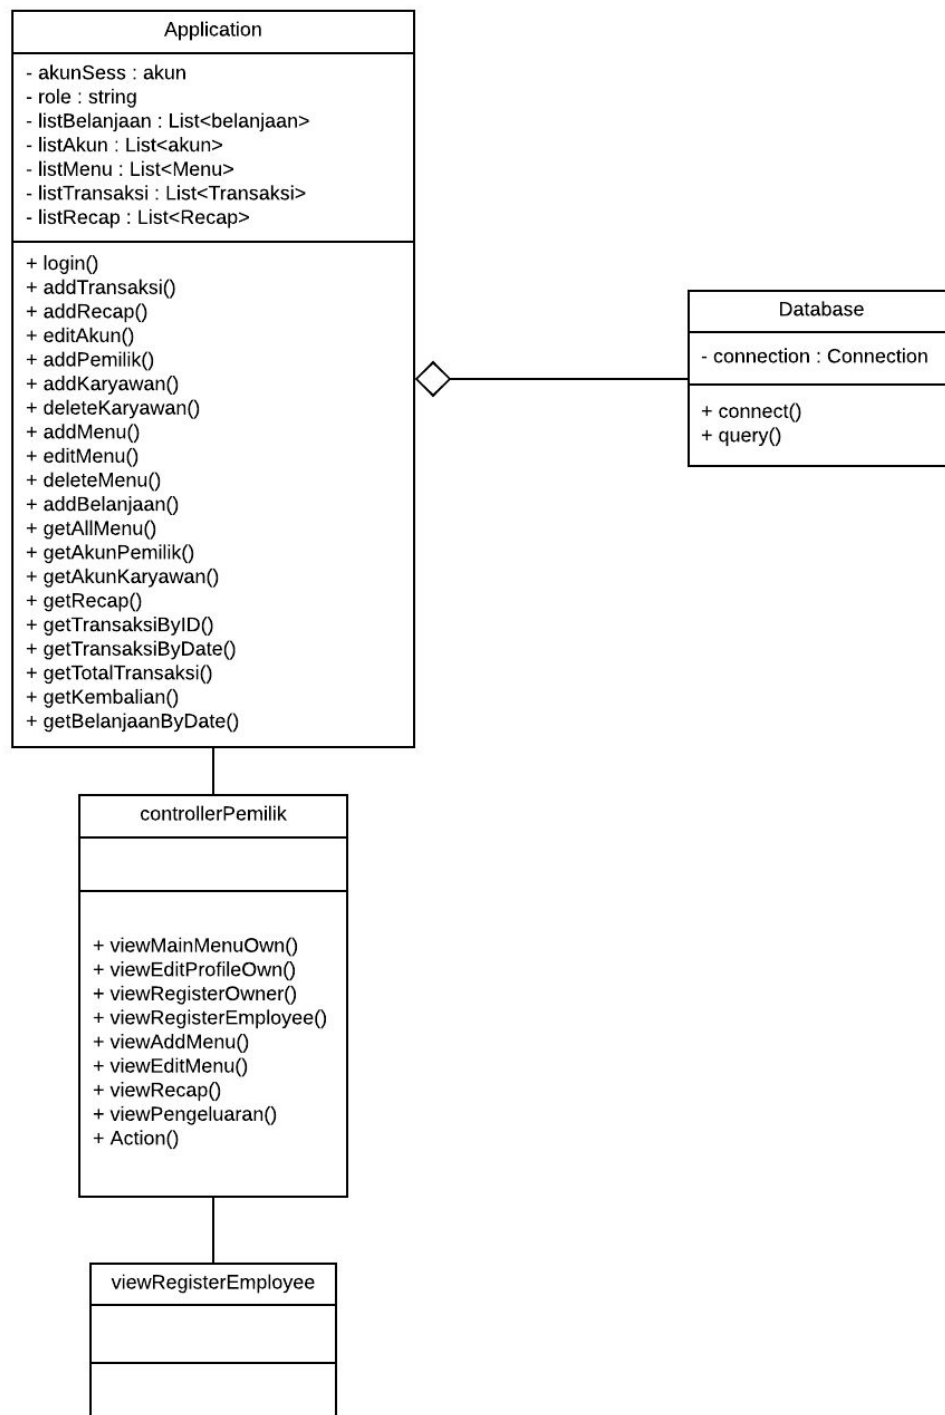 Application
- akunSess : akun
- role : string
- listBelanjaan : List<belanjaan>
- listAkun : List<akun>
- listMenu : List<Menu>
- listTransaksi : List<Transaksi>
- listRecap : List<Recap>
+ login()
+ addTransaksi()
+ addRecap()
+ editAkun()
+ addPemilik()
+ addKaryawan()
+ deleteKaryawan()
+ addMenu()
+ editMenu()
+ deleteMenu()
+ addBelanjaan()
+ getAllMenu()
+ getAkunPemilik()
+ getAkunKaryawan()
+ getRecap()
+ getTransaksiByID()
+ getTransaksiByDate()
+ getTotalTransaksi()
+ getKembalian()
+ getBelanjaanByDate()
Database
- connection : Connection
+ connect()
+ query()
controllerPemilik
+ viewMainMenuOwn()
+ viewEditProfileOwn()
+ viewRegisterOwner()
+ viewRegisterEmployee()
+ viewAddMenu()
+ viewEditMenu()
+ viewRecap()
+ viewPengeluaran()
+ Action()
viewRegisterEmployee